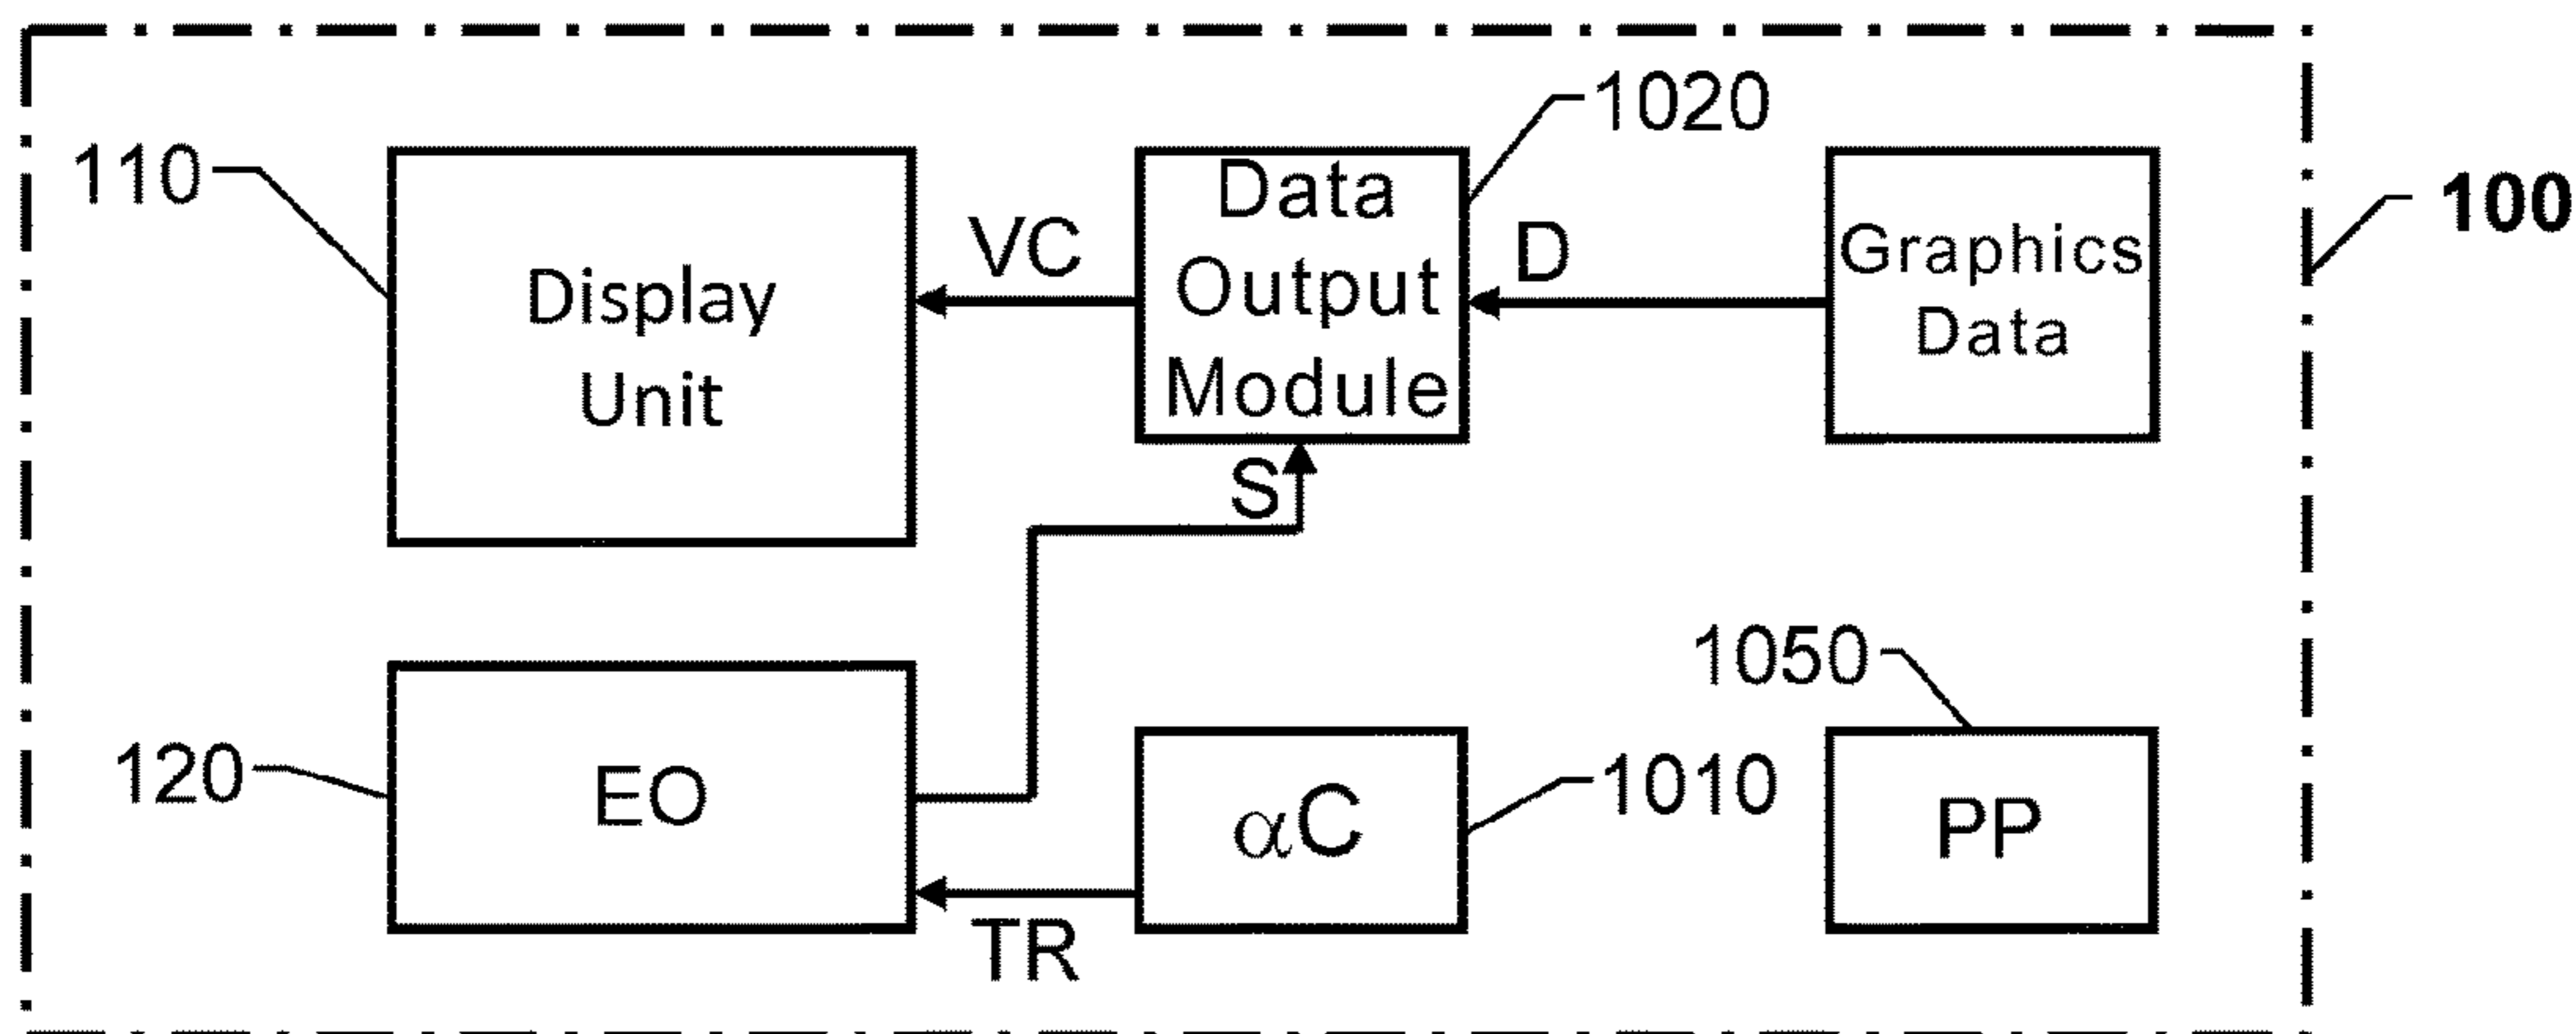 1020
110
100
Data
Output
Module
VC
D
Graphics
Data
Display
Unit
S
1050
120
EO
αC
1010
PP
TR